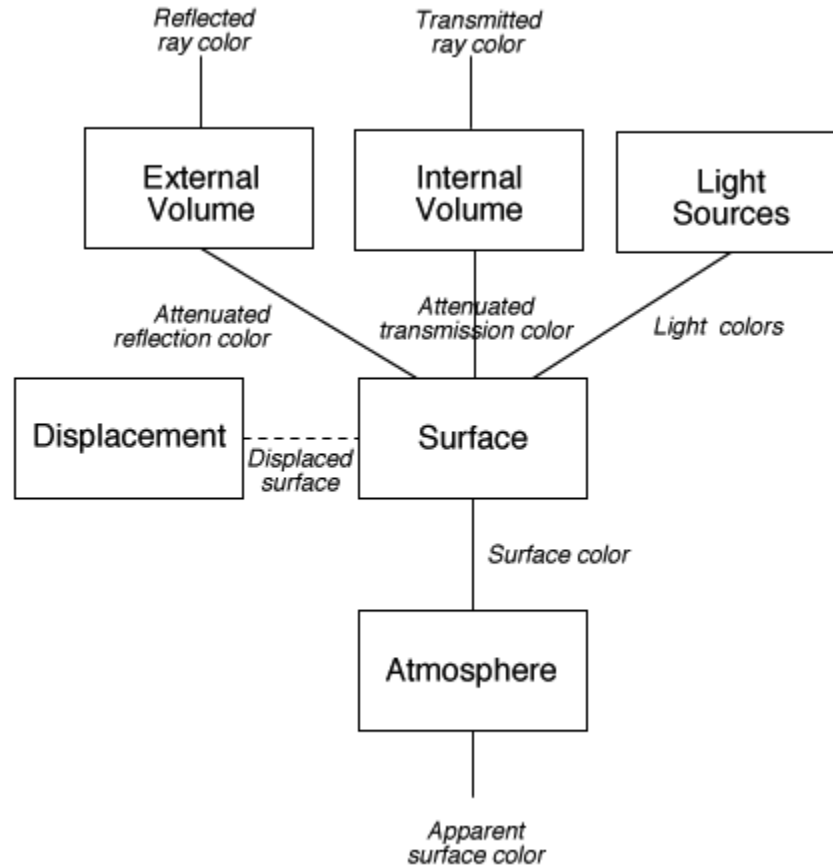 Reflected
ray color
Transmitted
ray color
External
Volume
Internal
Volume
Light
Sources
Attenuated
reflection color
Attenuated
transmission color
Light colors
Displacement
Displaced
surface
Surface
Surface color
Atmosphere
Apparent
surface color